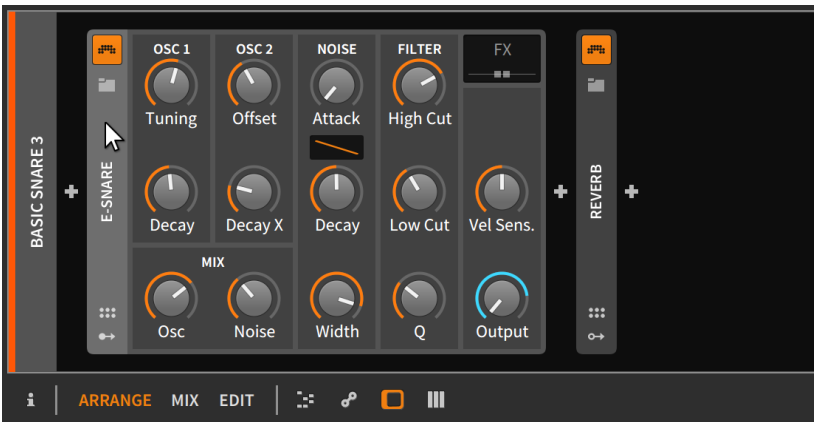 BASIC SNARE 3
E-SNARE
OSC 1 OSC 2 NOISE FILTER FX
Tuning Offset Attack High Cut
Decay Decay X Decay Low Cut Vel Sens.
MIX
Osc Noise Width Q Output
REVERB
i ARRANGE MIX EDIT